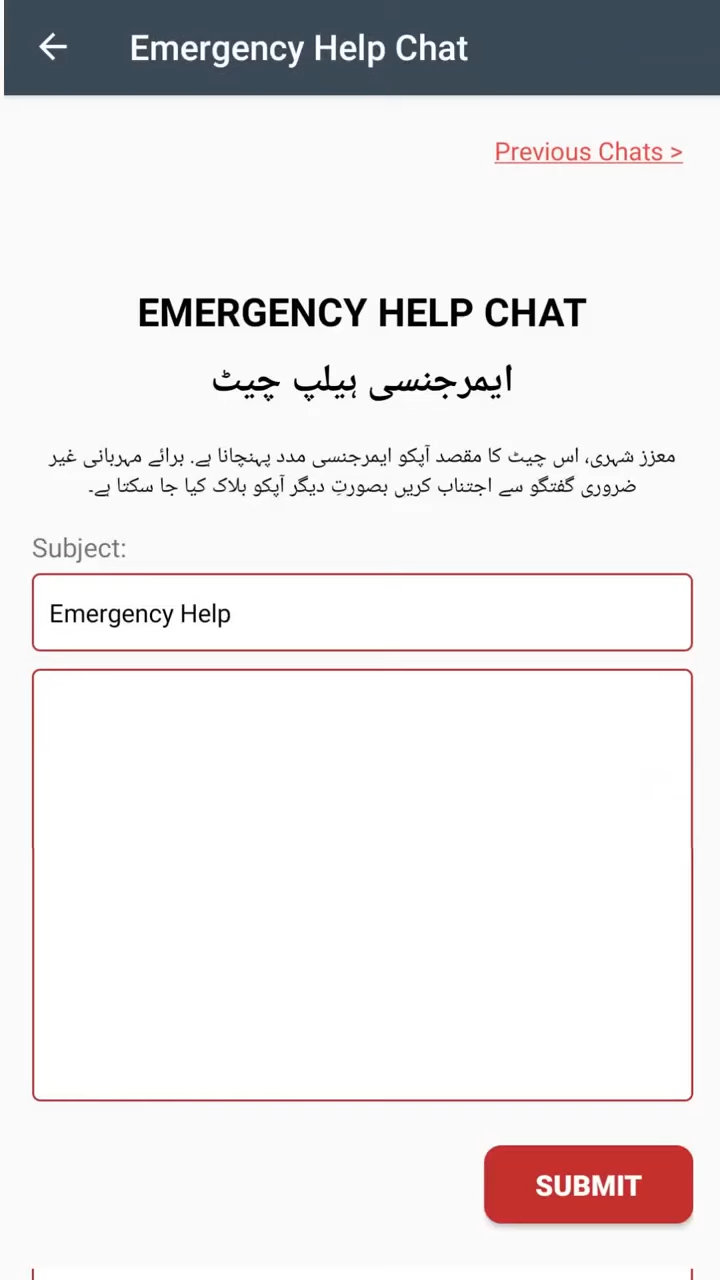 Emergency Help Chat
Previous Chats >
EMERGENCY HELP CHAT
ایمرجنسی ہیلپ چیٹ
معزز شہری، اس چیٹ کا مقصد آپکو ایمرجنسی مدد پہنچانا ہے. برائے مہربانی غیر
ضروری گفتگو سے اجتناب کریں بصورتِ دیگر آپکو بلاک کیا جا سکتا ہے۔
Subject:
Emergency Help
SUBMIT